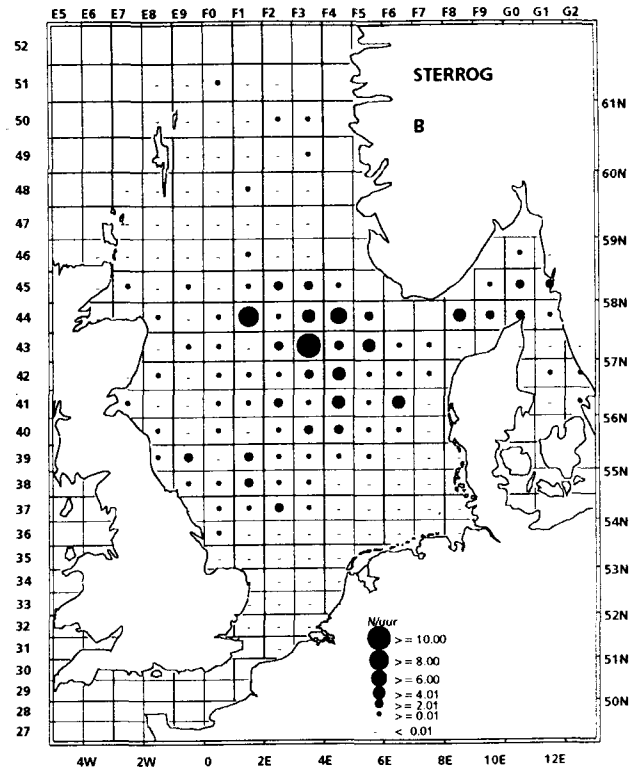 E5 E6 E7 E8 E9 F0 F1 F2 F3 F4 F5 F6 F7 F8 F9 G0 G1 G2
52
51
50
49
48
47
46
45
44
43
42
41
40
39
38
37
36
35
34
33
32
31
30
29
28
27
STERROG
B
61N
60N
59N
58N
57N
56N
55N
54N
53N
52N
51N
50N
N/uur
>= 10.00
>= 8.00
>= 6.00
>= 4.01
>= 2.01
>= 0.01
< 0.01
4W 2W 0 2E 4E 6E 8E 10E 12E